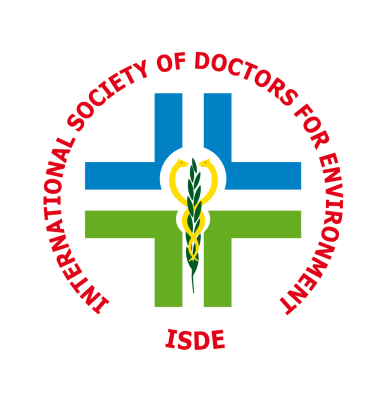 INTERNATIONAL SOCIETY OF DOCTORS FOR ENVIRONMENT
ISDE